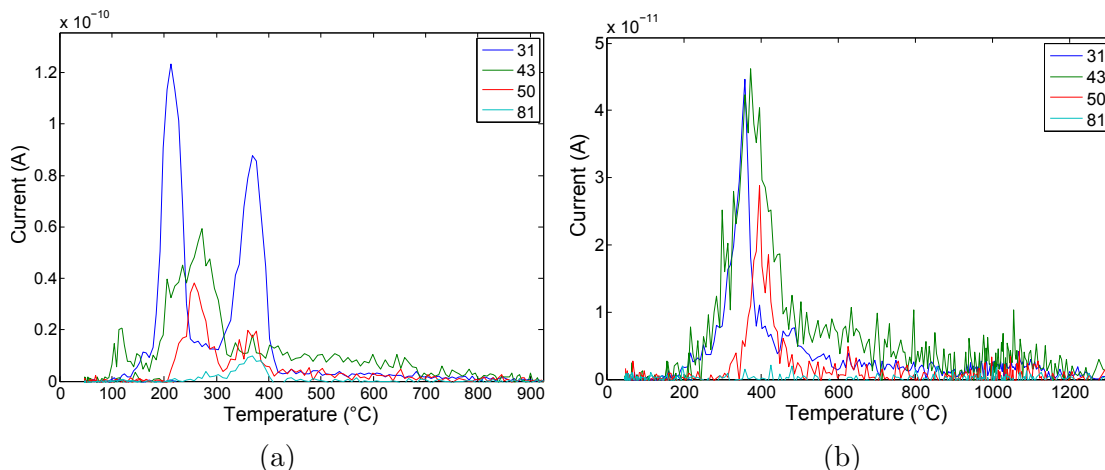 x 10⁻¹⁰
1.2
1
0.8
0.6
0.4
0.2
0
0 100 200 300 400 500 600 700 800 900
Current (A)
Temperature (°C)
31
43
50
81
(a)
x 10⁻¹¹
5
4
3
2
1
0
0 200 400 600 800 1000 1200
Current (A)
Temperature (°C)
31
43
50
81
(b)